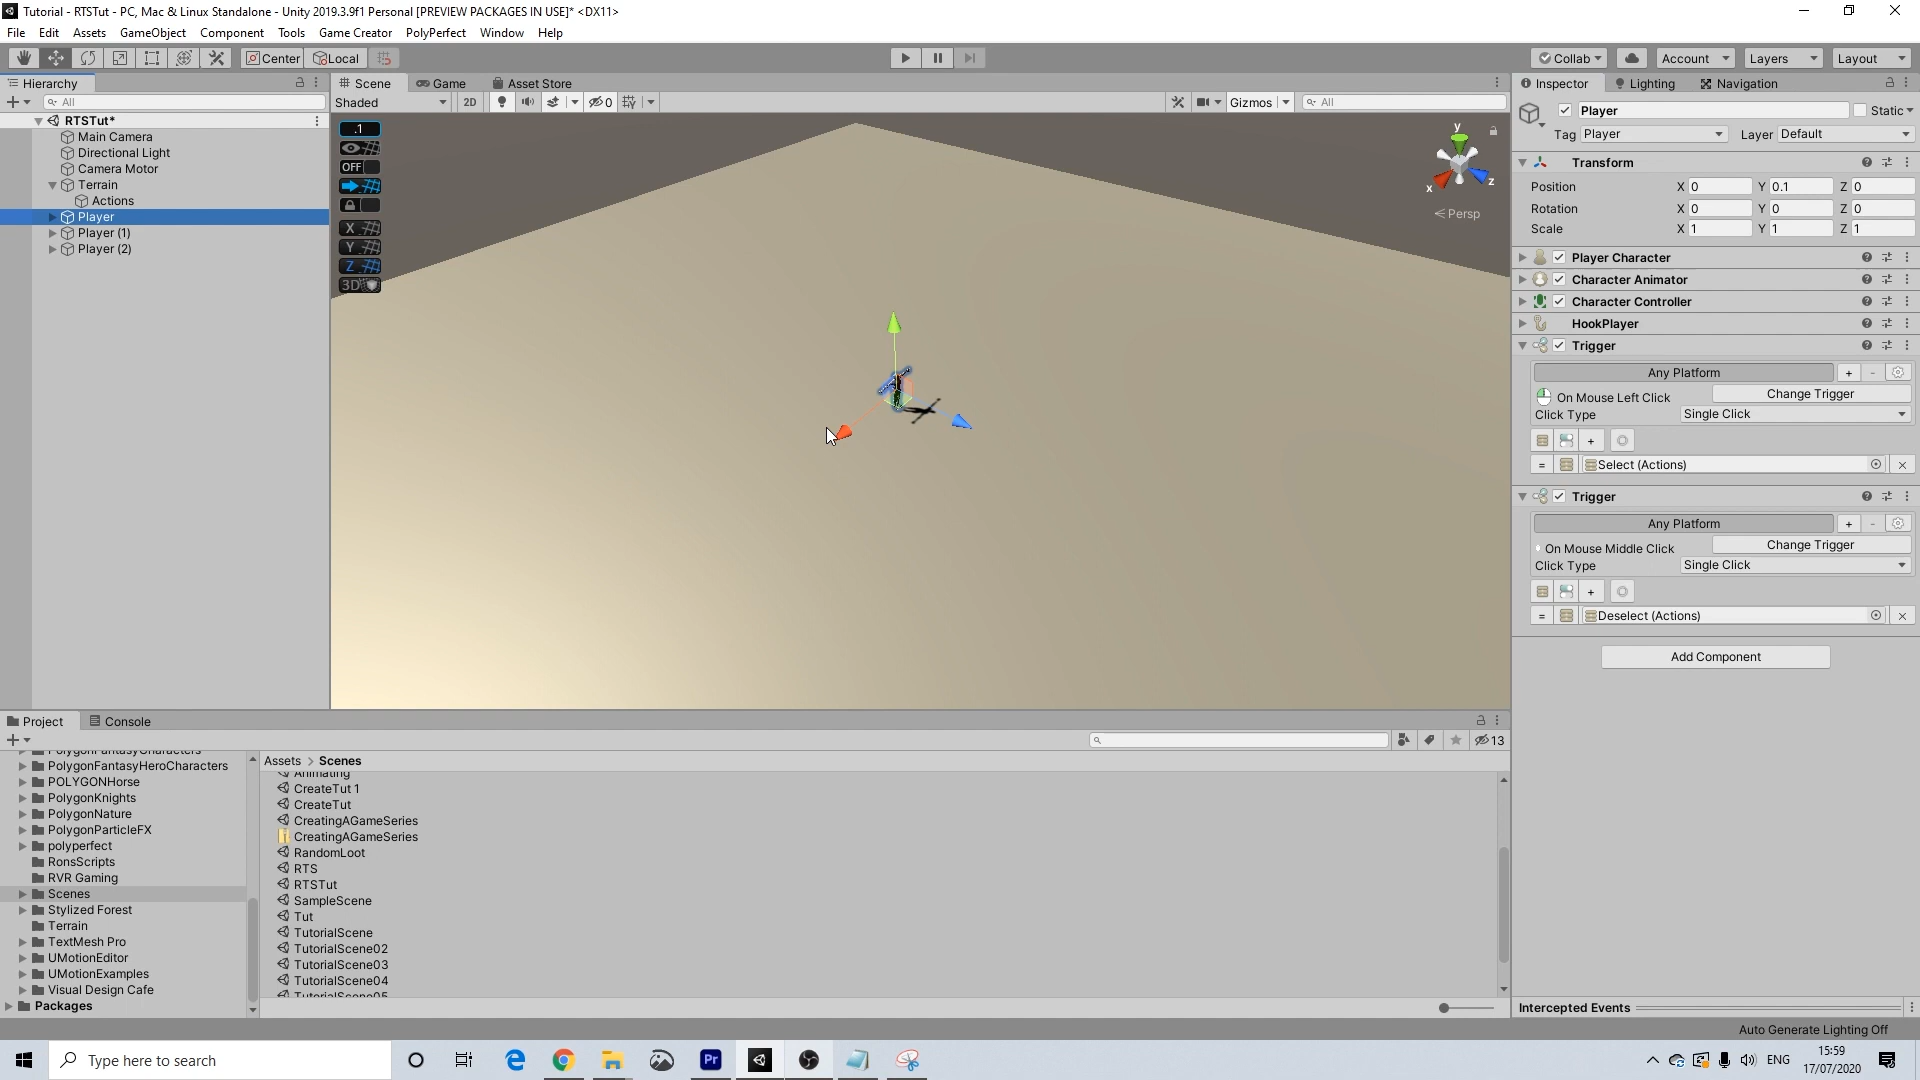 Tutorial - RTSTut - PC, Mac & Linux Standalone - Unity 2019.3.9f1 Personal [PREVIEW PACKAGES IN USE]* <DX11>
File Edit Assets GameObject Component Tools Game Creator PolyPerfect Window Help
Center Local Collab Account Layers Layout
Hierarchy
All
RTSTut*
Main Camera
Directional Light
Camera Motor
Terrain
Actions
Player
Player (1)
Player (2)
Scene Game Asset Store
Shaded 2D 0 Gizmos All
.1
OFF
X
Y
Z
3D
y
x z
Persp
Inspector Lighting Navigation
Player Static
Tag Player Layer Default
Transform
Position X 0 Y 0.1 Z 0
Rotation X 0 Y 0 Z 0
Scale X 1 Y 1 Z 1
Player Character
Character Animator
Character Controller
HookPlayer
Trigger
Any Platform + -
On Mouse Left Click Change Trigger
Click Type Single Click
+
= Select (Actions)
Trigger
Any Platform + -
On Mouse Middle Click Change Trigger
Click Type Single Click
+
= Deselect (Actions)
Add Component
Project Console
13
PolygonFantasyCharacters
PolygonFantasyHeroCharacters
POLYGONHorse
PolygonKnights
PolygonNature
PolygonParticleFX
polyperfect
RonsScripts
RVR Gaming
Scenes
Stylized Forest
Terrain
TextMesh Pro
UMotionEditor
UMotionExamples
Visual Design Cafe
Packages
Assets > Scenes
Animating
CreateTut 1
CreateTut
CreatingAGameSeries
CreatingAGameSeries
RandomLoot
RTS
RTSTut
SampleScene
Tut
TutorialScene
TutorialScene02
TutorialScene03
TutorialScene04
TutorialScene05
Intercepted Events
Auto Generate Lighting Off
Type here to search
Pr
ENG
15:59
17/07/2020